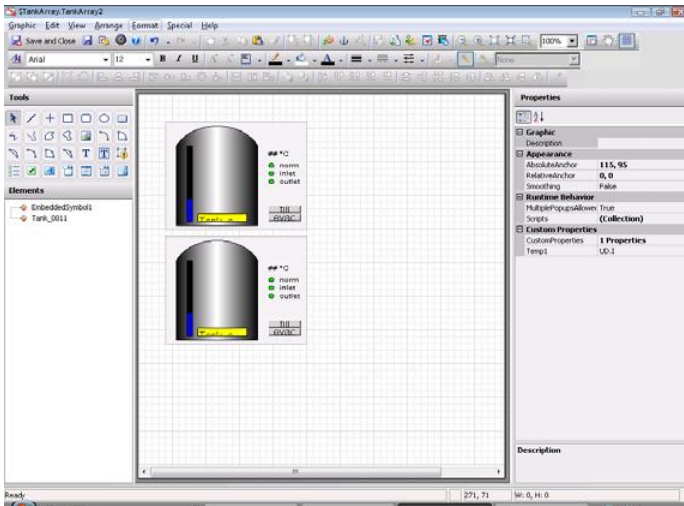 $TankArray.TankArray2
Graphic Edit View Arrange Format Special Help
Save and Close 100%
Arial 12 B I U None
Tools
T T
Elements
EmbeddedSymbol1
Tank_0011
## °C
norm
inlet
outlet
fill
evac
## °C
norm
inlet
outlet
fill
evac
Properties
Graphic
Description
Appearance
AbsoluteAnchor 115, 95
RelativeAnchor 0, 0
Smoothing False
Runtime Behavior
MultiplePopupsAllowec True
Scripts (Collection)
Custom Properties
CustomProperties 1 Properties
Temp1 UD.1
Description
Ready 271, 71 W: 0, H: 0